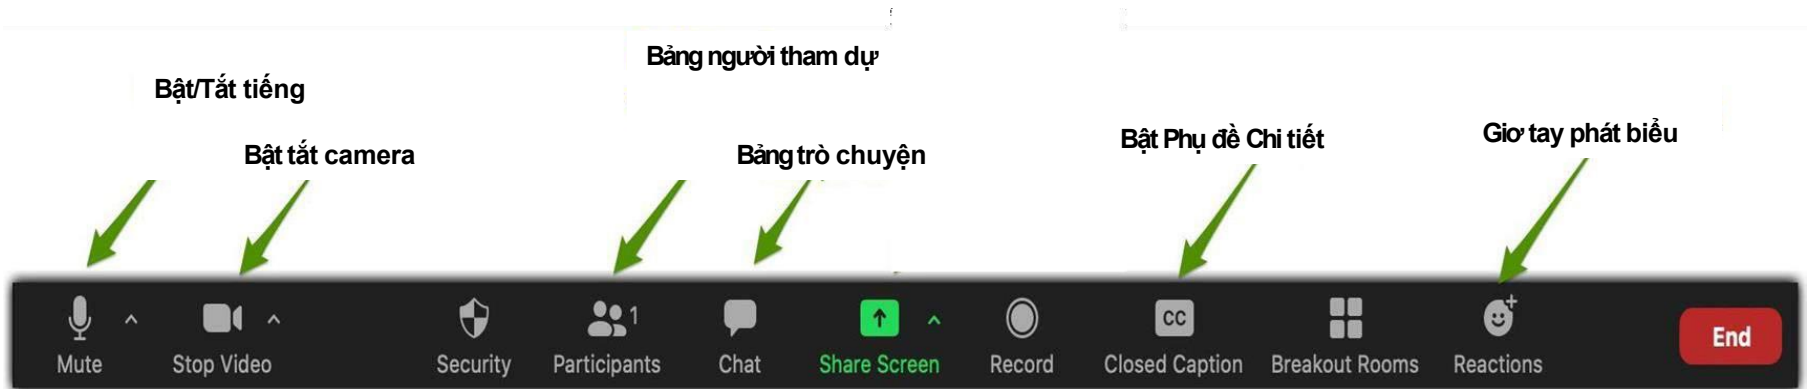 Bảng người tham dự
Bật/Tắt tiếng
Bật tắt camera
Bảng trò chuyện
Bật Phụ đề Chi tiết
Giơ tay phát biểu
1
CC
Mute
Stop Video
Security
Participants
Chat
Share Screen
Record
Closed Caption
Breakout Rooms
Reactions
End